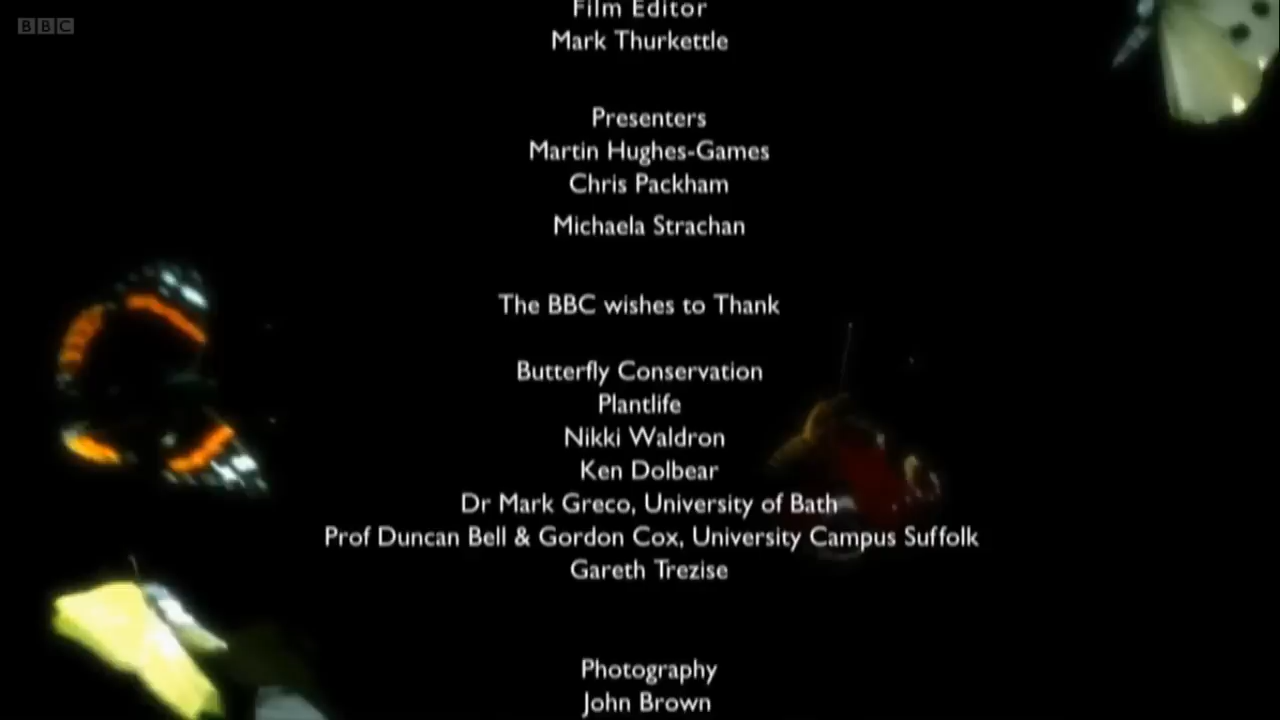 BBC
Film Editor
Mark Thurkettle
Presenters
Martin Hughes-Games
Chris Packham
Michaela Strachan
The BBC wishes to Thank
Butterfly Conservation
Plantlife
Nikki Waldron
Ken Dolbear
Dr Mark Greco, University of Bath
Prof Duncan Bell & Gordon Cox, University Campus Suffolk
Gareth Trezise
Photography
John Brown